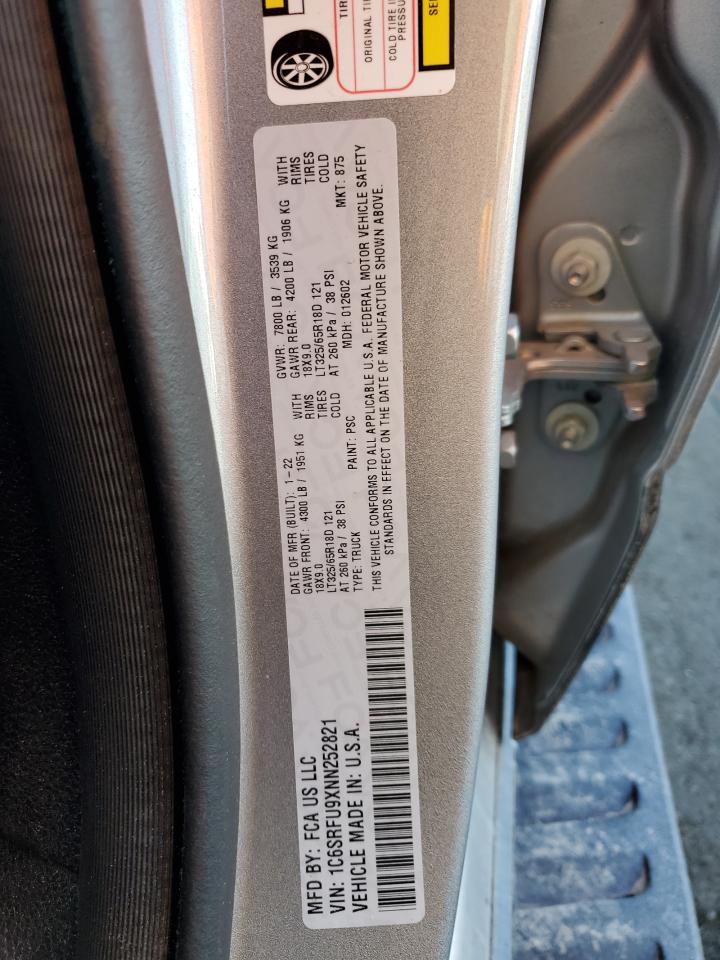 TIRE
ORIGINAL TI
COLD TIRE I
PRESSU
SEE
MFD BY: FCA US LLC
VIN: 1C6SRFU9XNN252821
VEHICLE MADE IN: U.S.A.
DATE OF MFR (BUILT): 1-22
GAWR FRONT: 4300 LB / 1951 KG WITH
18X9.0 RIMS
LT325/65R18D 121 TIRES
AT 260 kPa / 38 PSI COLD
TYPE: TRUCK PAINT: PSC
GVWR: 7800 LB / 3539 KG
GAWR REAR: 4200 LB / 1906 KG WITH
18X9.0 RIMS
LT325/65R18D 121 TIRES
AT 260 kPa / 38 PSI COLD
MDH: 012602 MKT: 875
THIS VEHICLE CONFORMS TO ALL APPLICABLE U.S.A. FEDERAL MOTOR VEHICLE SAFETY
STANDARDS IN EFFECT ON THE DATE OF MANUFACTURE SHOWN ABOVE.